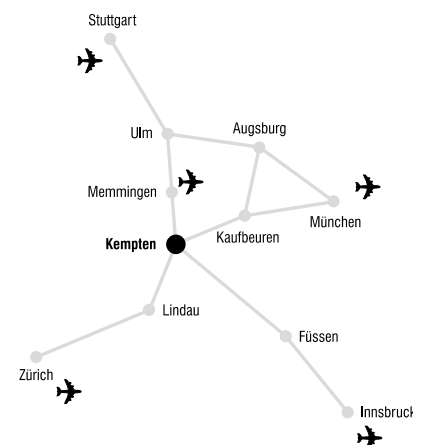 Stuttgart
Ulm
Augsburg
Memmingen
München
Kaufbeuren
Kempten
Lindau
Füssen
Zürich
Innsbruck